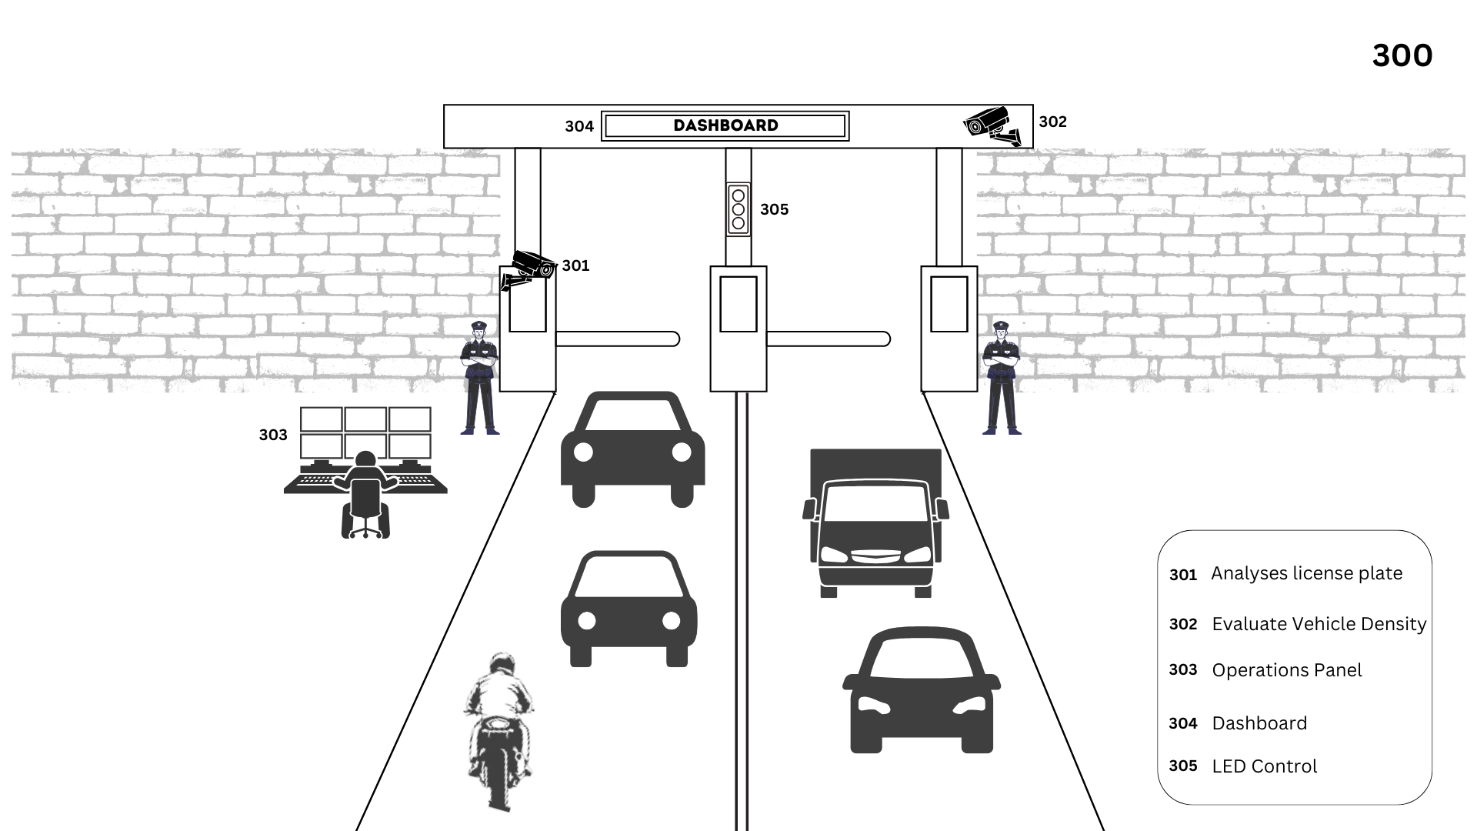 300
304 DASHBOARD 302
305
301
303
301 Analyses license plate
302 Evaluate Vehicle Density
303 Operations Panel
304 Dashboard
305 LED Control